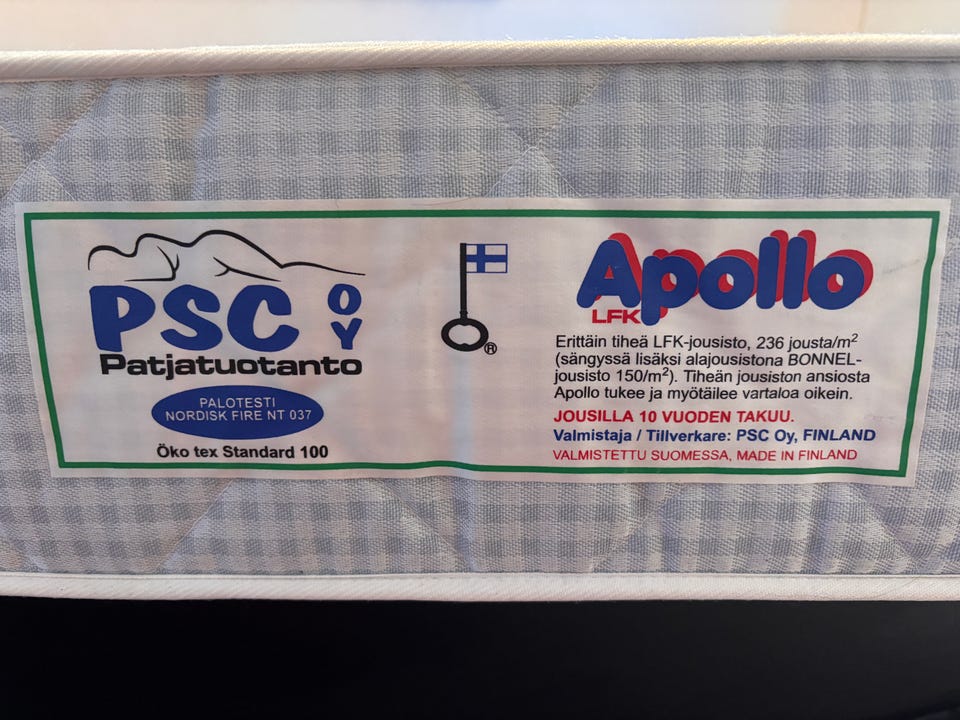 PSC OY
Patjatuotanto
PALOTESTI
NORDISK FIRE NT 037
Öko tex Standard 100
®
Apollo
LFK
Erittäin tiheä LFK-jousisto, 236 jousta/m²
(sängyssä lisäksi alajousistona BONNEL-
jousisto 150/m²). Tiheän jousiston ansiosta
Apollo tukee ja myötäilee vartaloa oikein.
JOUSILLA 10 VUODEN TAKUU.
Valmistaja / Tillverkare: PSC Oy, FINLAND
VALMISTETTU SUOMESSA, MADE IN FINLAND